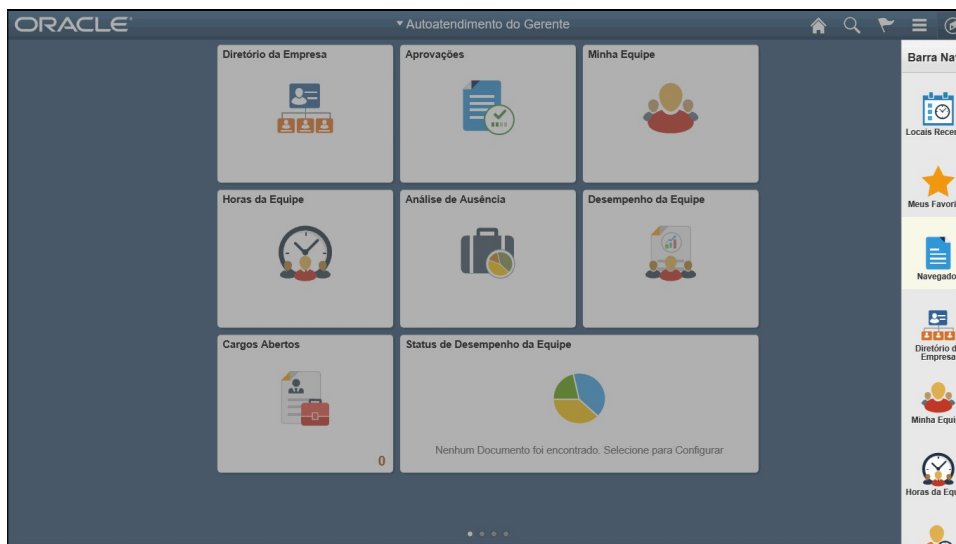 ORACLE
Autoatendimento do Gerente
Diretório da Empresa
Aprovações
Minha Equipe
Horas da Equipe
Análise de Ausência
Desempenho da Equipe
Cargos Abertos
0
Status de Desempenho da Equipe
Nenhum Documento foi encontrado. Selecione para Configurar
Barra Na
Locais Rece
Meus Favori
Navegado
Diretório d
Empresa
Minha Equi
Horas da Equ